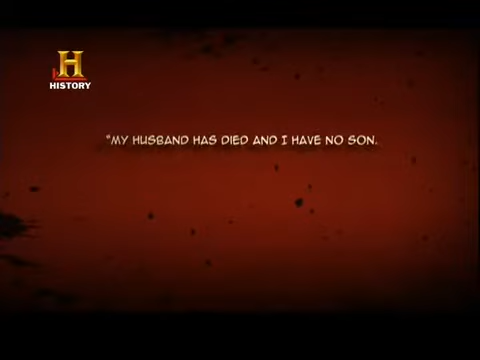 H
HISTORY
"MY HUSBAND HAS DIED AND I HAVE NO SON.